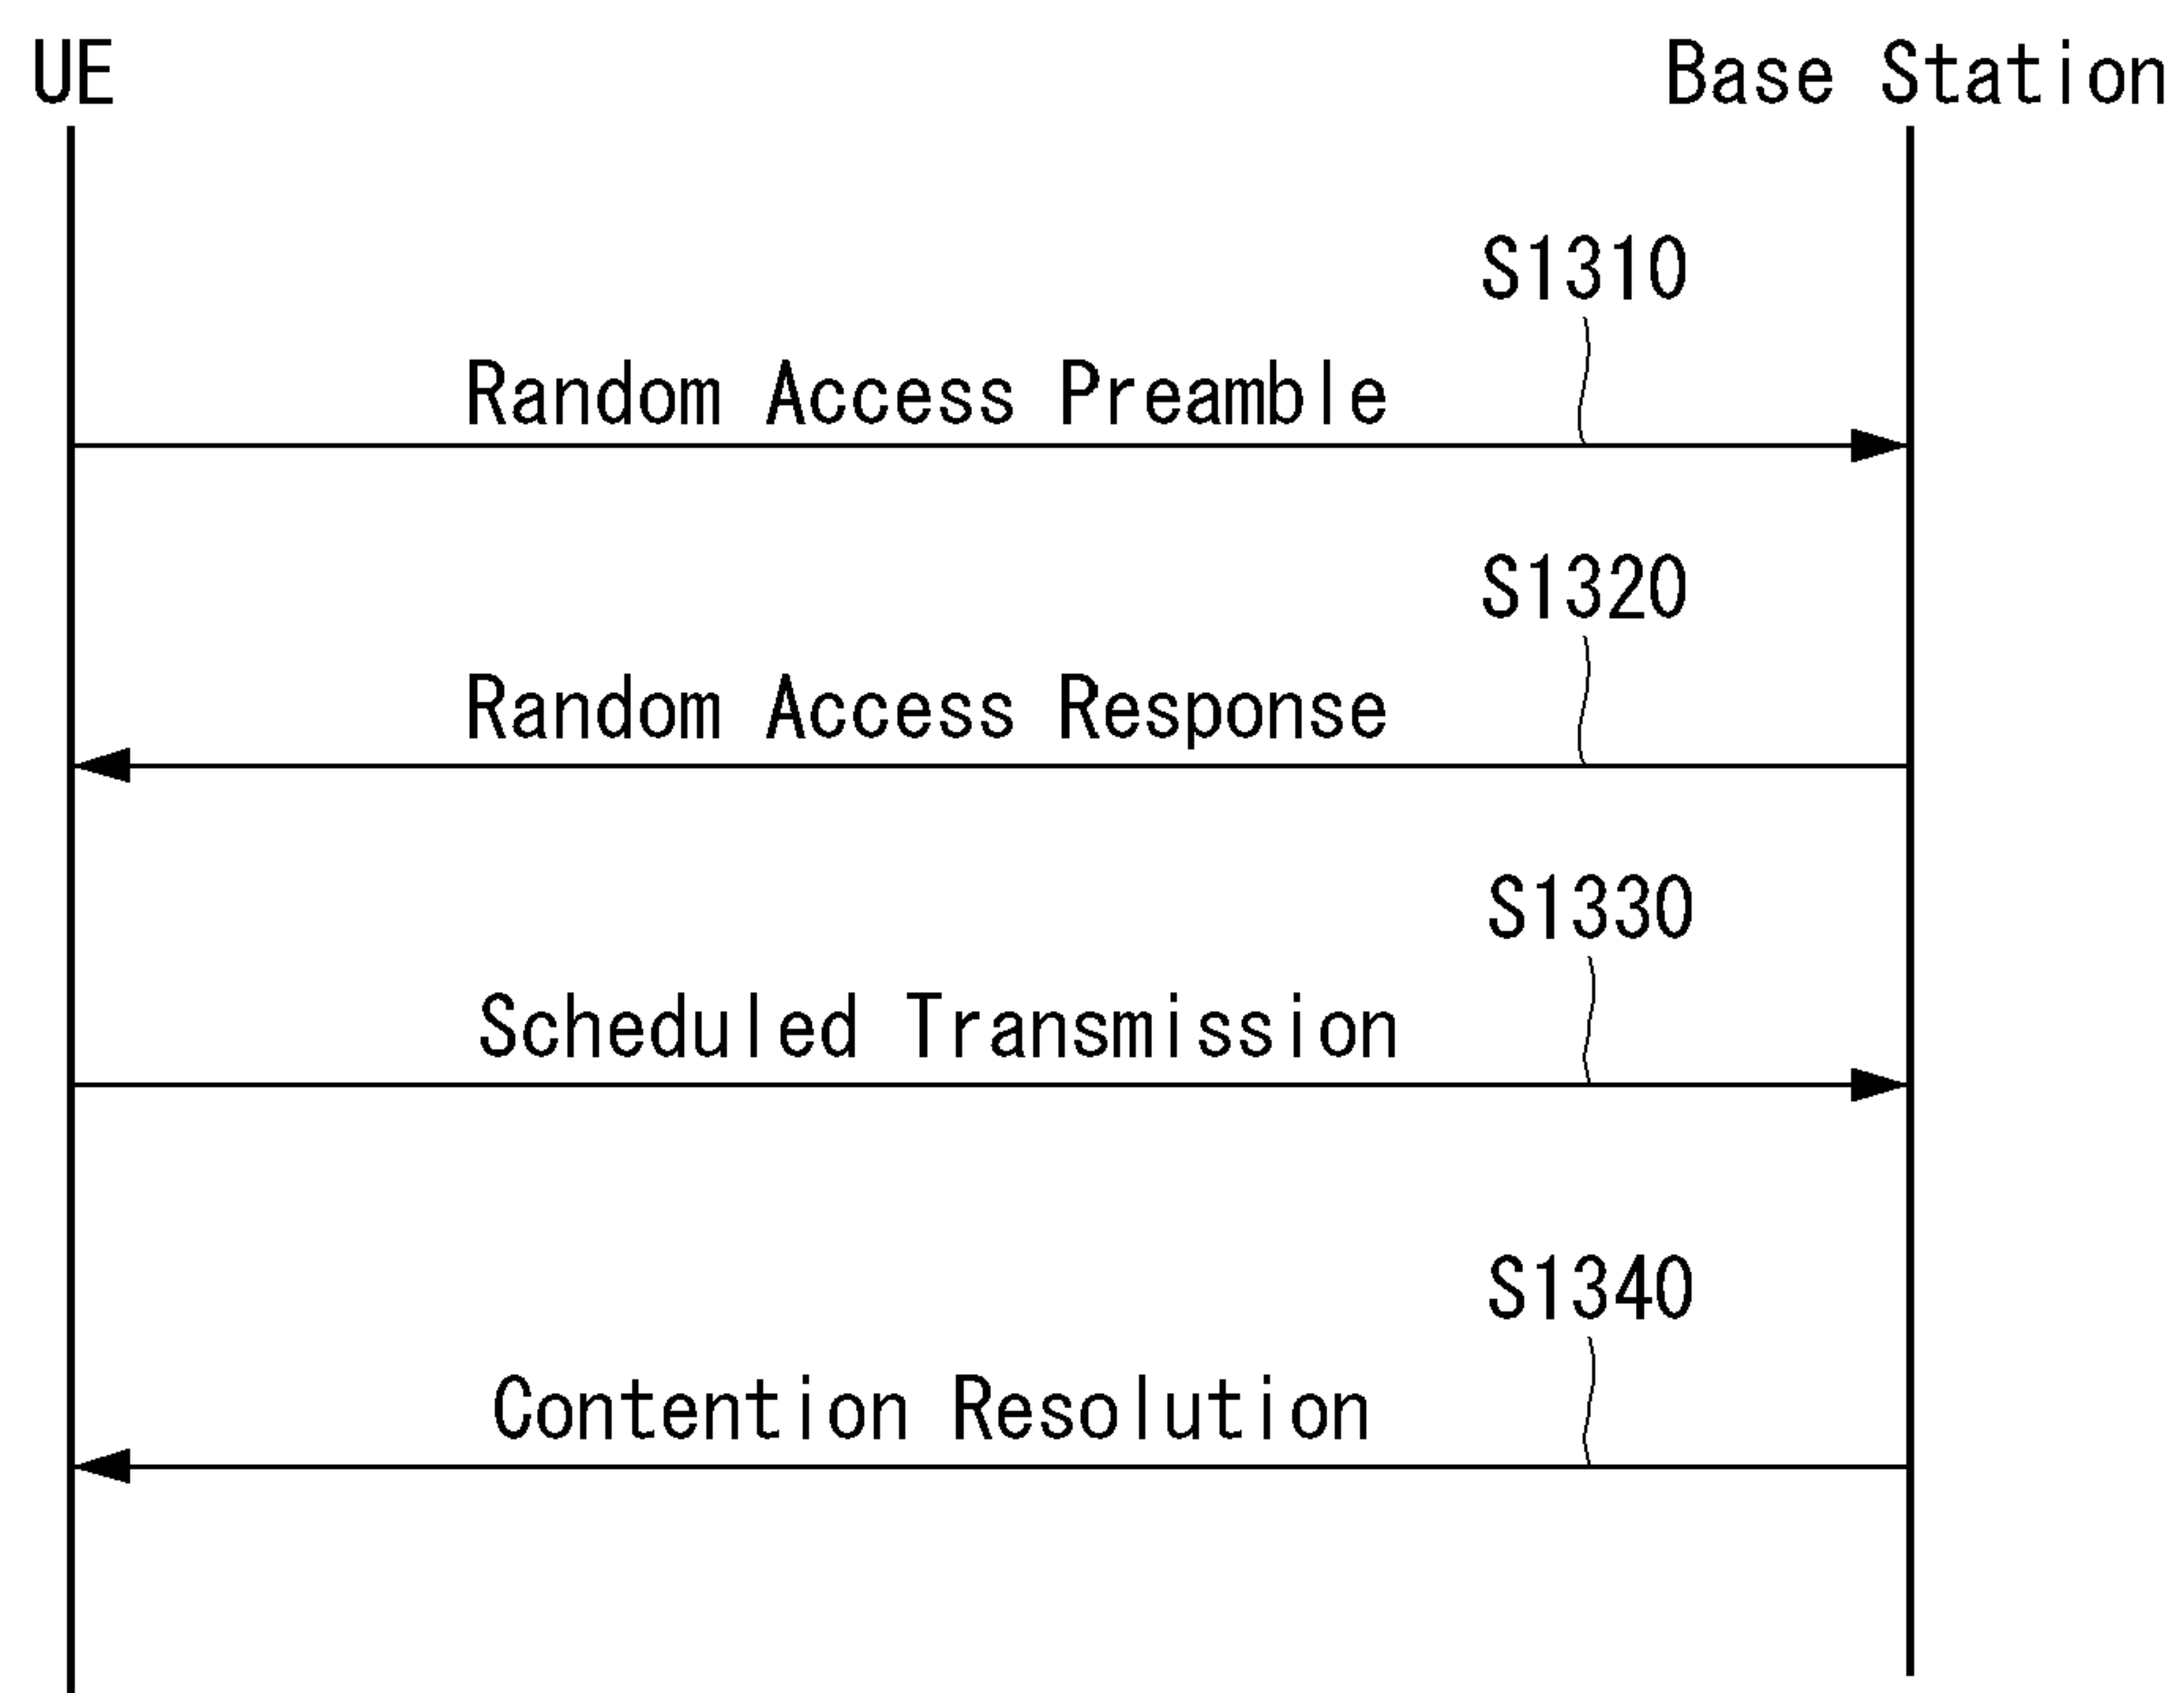 UE Base Station
S1310
Random Access Preamble
S1320
Random Access Response
S1330
Scheduled Transmission
S1340
Contention Resolution